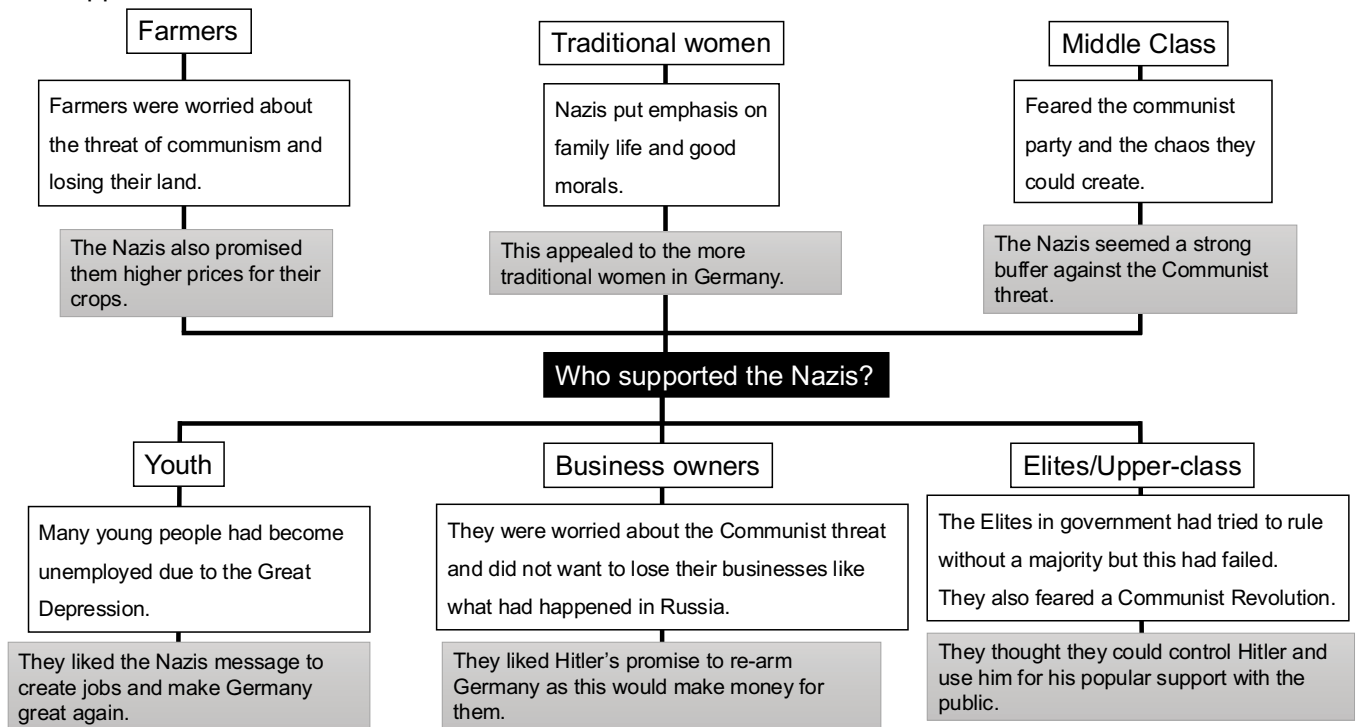 Farmers
Farmers were worried about
the threat of communism and
losing their land.
The Nazis also promised
them higher prices for their
crops.
Traditional women
Nazis put emphasis on
family life and good
morals.
This appealed to the more
traditional women in Germany.
Middle Class
Feared the communist
party and the chaos they
could create.
The Nazis seemed a strong
buffer against the Communist
threat.
Who supported the Nazis?
Youth
Many young people had become
unemployed due to the Great
Depression.
They liked the Nazis message to
create jobs and make Germany
great again.
Business owners
They were worried about the Communist threat
and did not want to lose their businesses like
what had happened in Russia.
They liked Hitler’s promise to re-arm
Germany as this would make money for
them.
Elites/Upper-class
The Elites in government had tried to rule
without a majority but this had failed.
They also feared a Communist Revolution.
They thought they could control Hitler and
use him for his popular support with the
public.